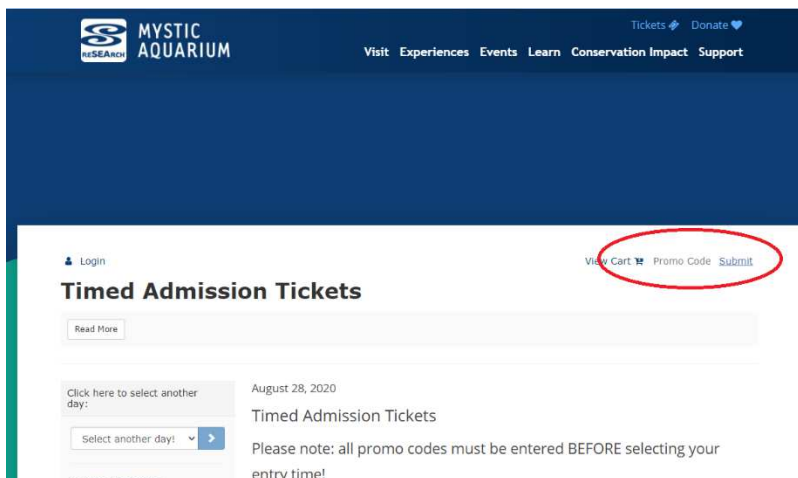 MYSTIC
AQUARIUM
reSEArch
Tickets Donate
Visit Experiences Events Learn Conservation Impact Support
Login
View Cart Promo Code Submit
Timed Admission Tickets
Read More
Click here to select another
day:
Select another day!
August 28, 2020
Timed Admission Tickets
Please note: all promo codes must be entered BEFORE selecting your
entry time!